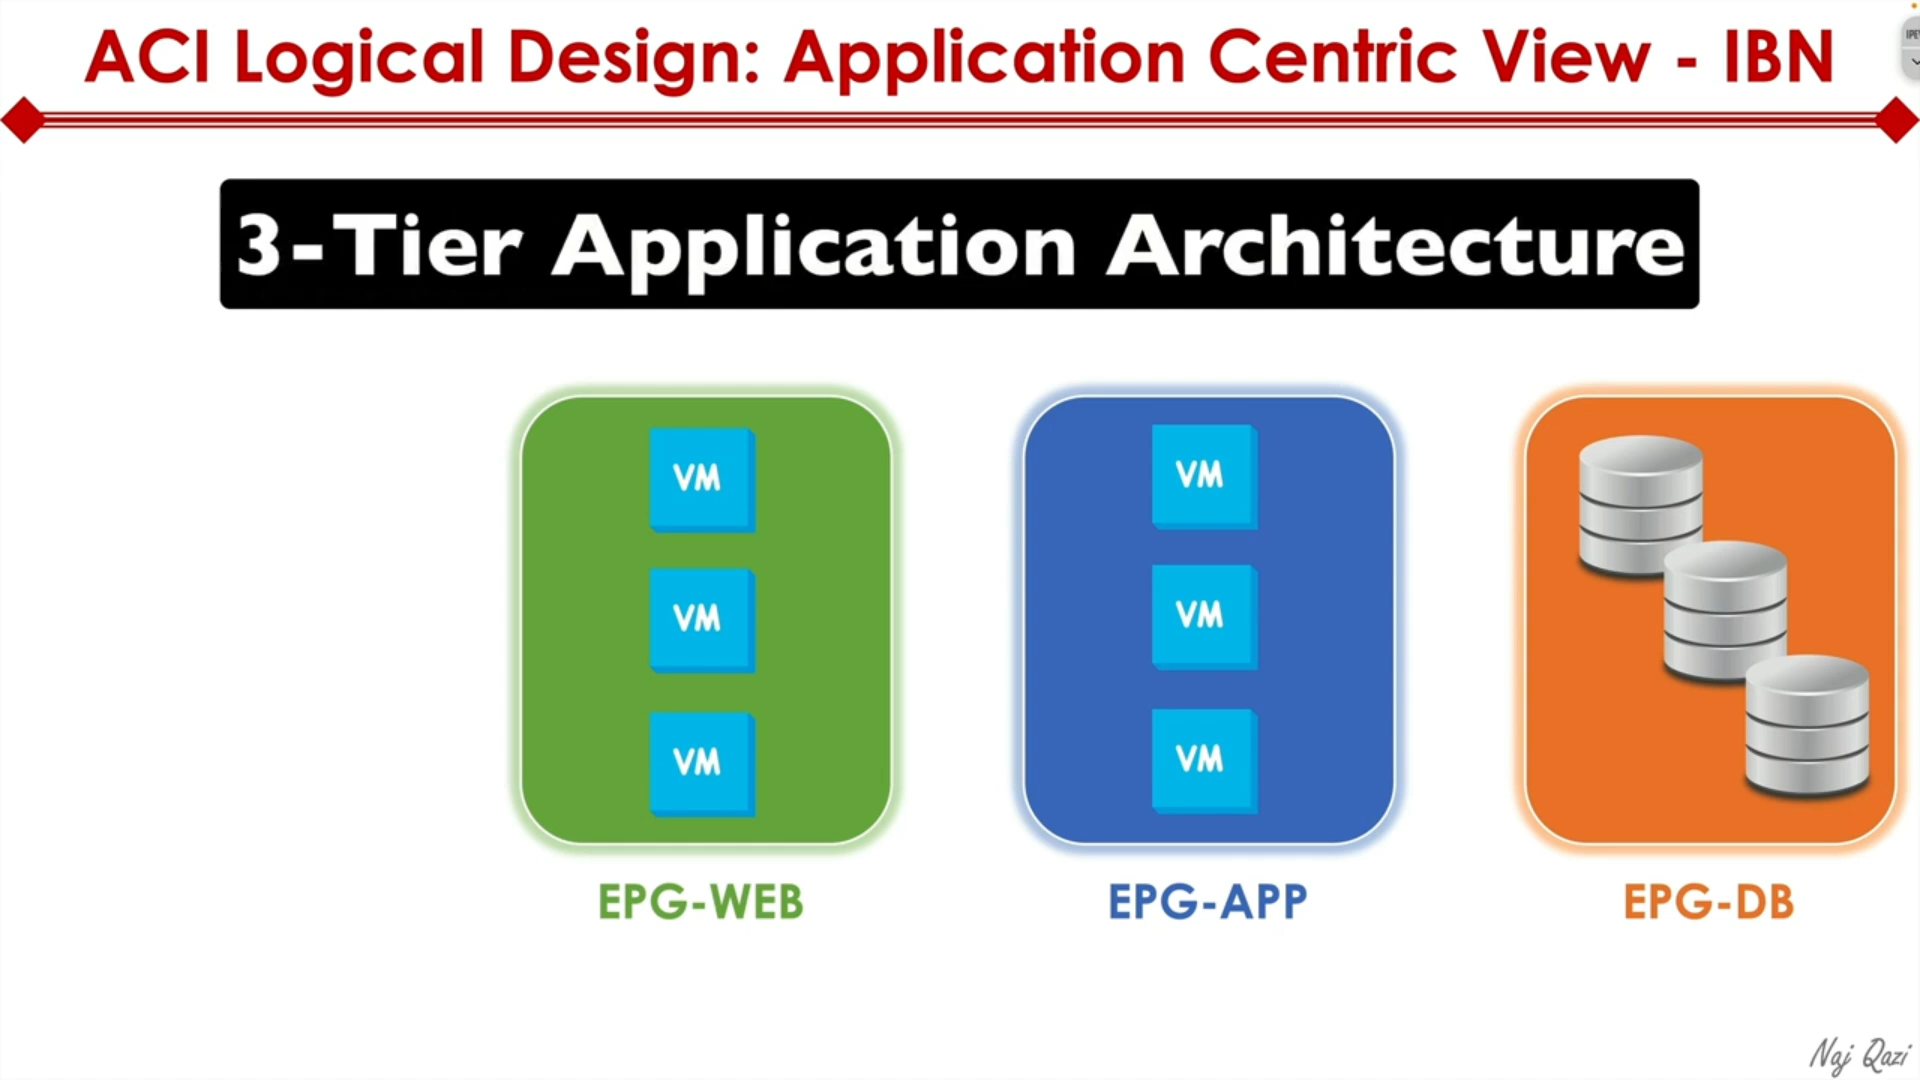 ACI Logical Design: Application Centric View - IBN
3-Tier Application Architecture
VM
VM
VM
VM
VM
VM
EPG-WEB
EPG-APP
EPG-DB
Naj Qazi